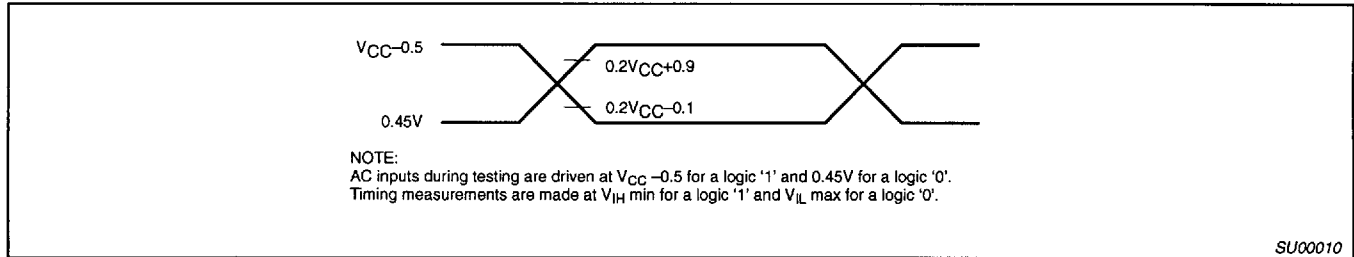 VCC–0.5
0.2VCC+0.9
0.2VCC–0.1
0.45V
NOTE:
AC inputs during testing are driven at VCC –0.5 for a logic ‘1’ and 0.45V for a logic ‘0’.
Timing measurements are made at VIH min for a logic ‘1’ and VIL max for a logic ‘0’.
SU00010